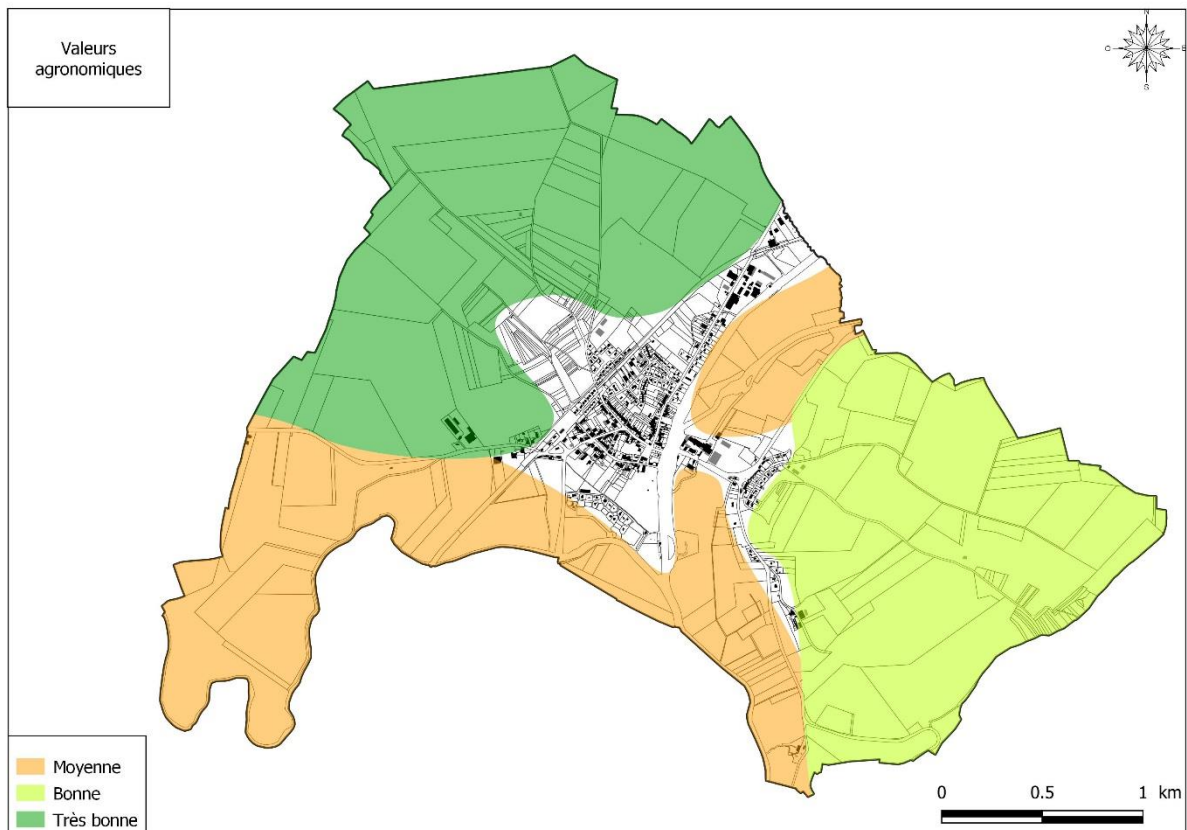 Valeurs
agronomiques
N
O
E
S
Moyenne
Bonne
Très bonne
0 0.5 1 km